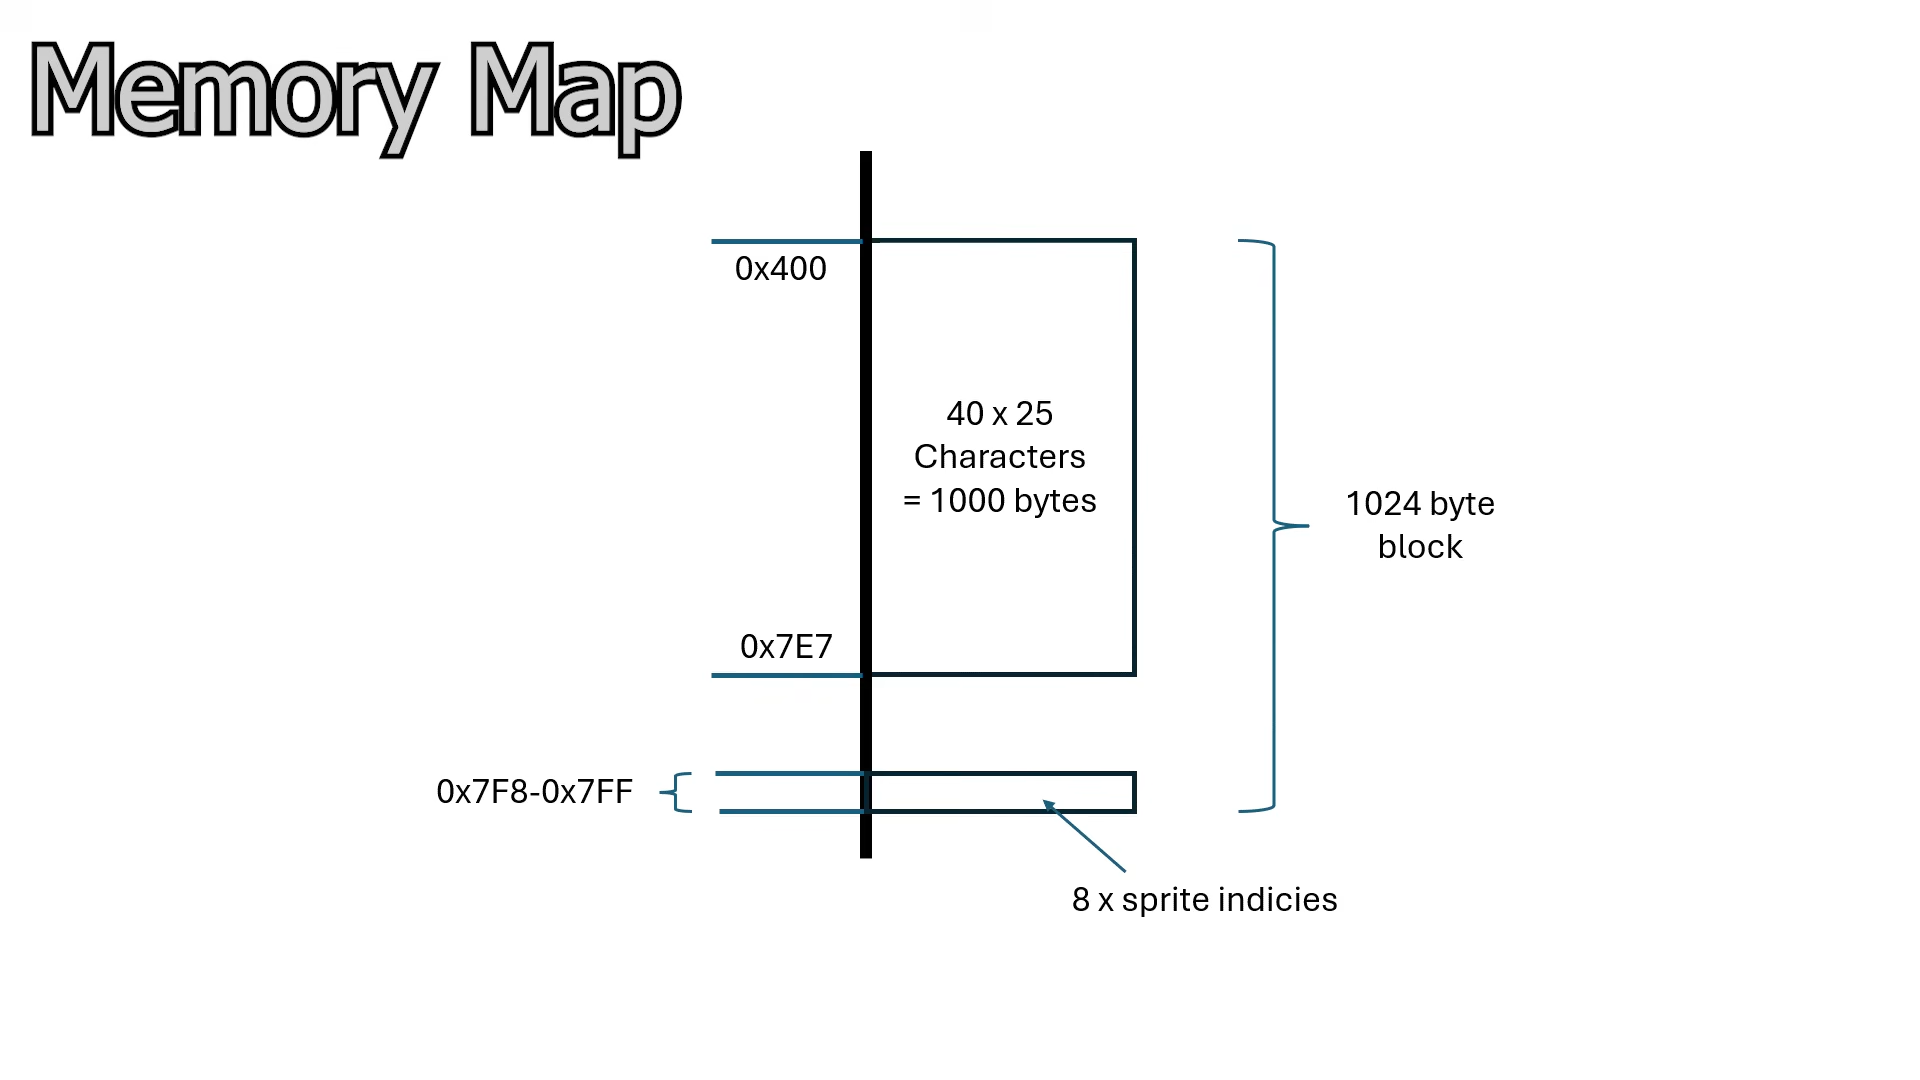 Memory Map
0x400
40 x 25
Characters
= 1000 bytes
1024 byte
block
0x7E7
0x7F8-0x7FF
8 x sprite indicies